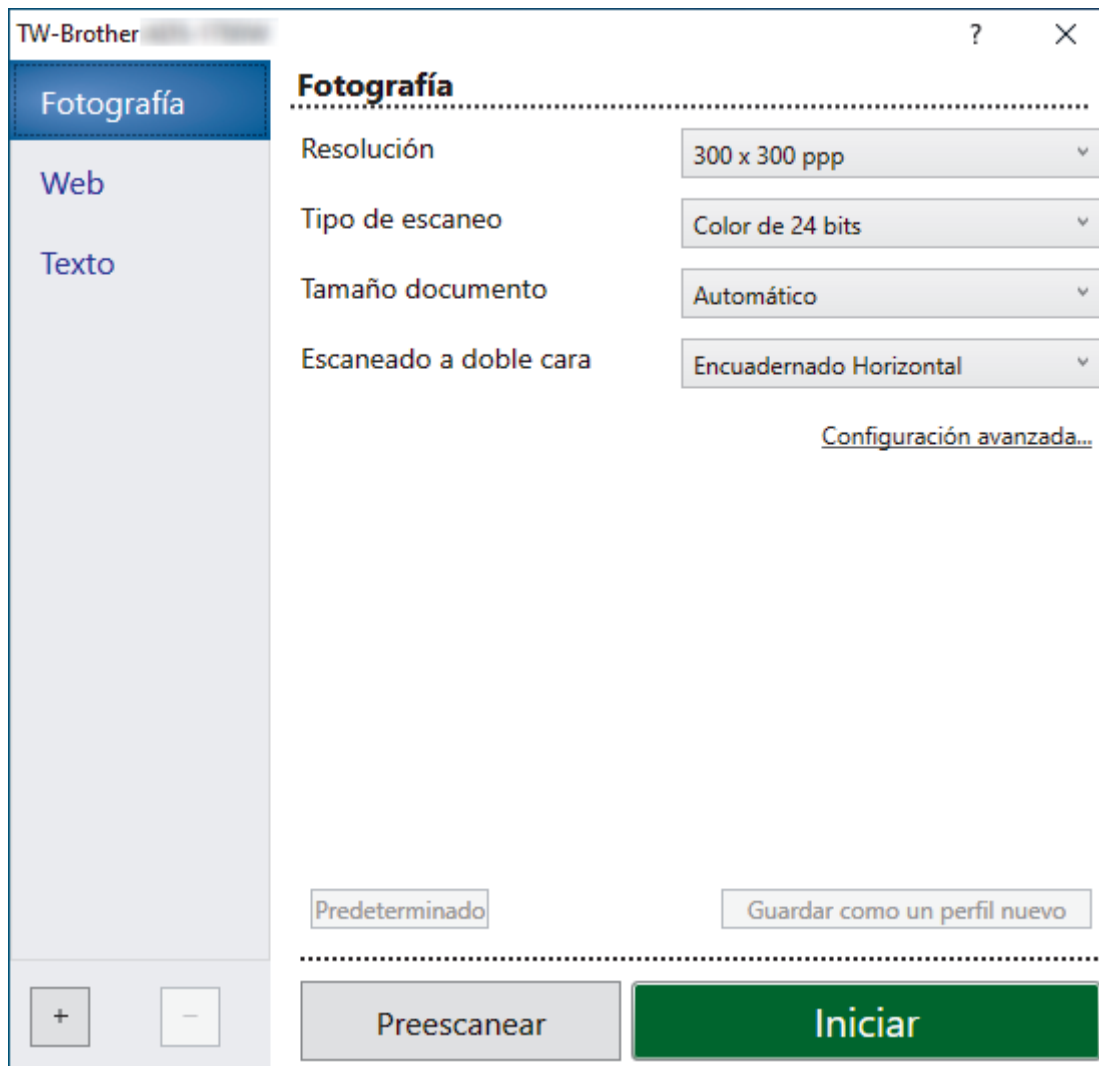 TW-Brother
?
Fotografía
Web
Texto
Fotografía
Resolución
300 x 300 ppp
Tipo de escaneo
Color de 24 bits
Tamaño documento
Automático
Escaneado a doble cara
Encuadernado Horizontal
Configuración avanzada...
Predeterminado
Guardar como un perfil nuevo
+
−
Preescanear
Iniciar